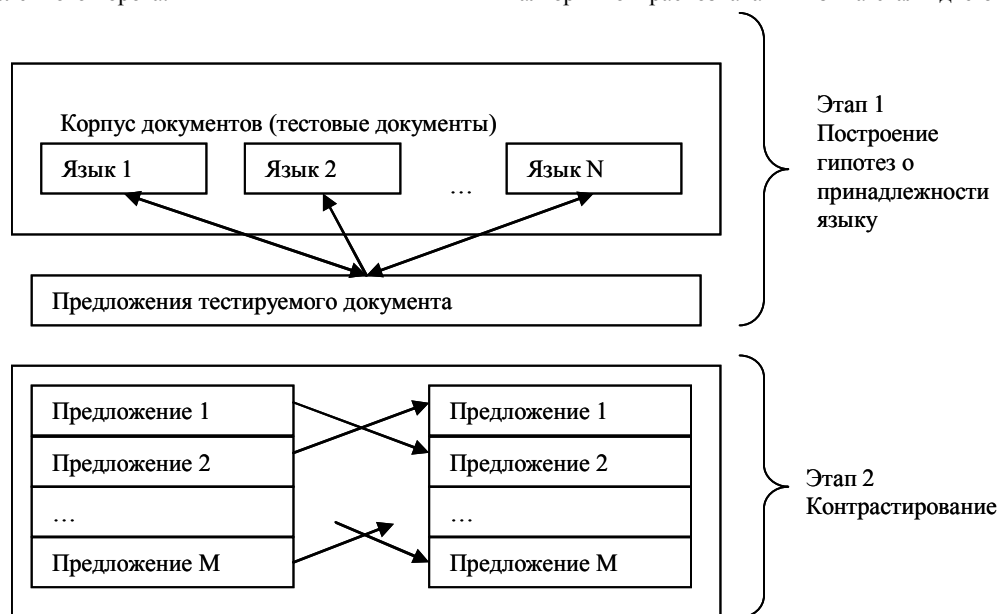 Корпус документов (тестовые документы)
Язык 1
Язык 2
…
Язык N
Предложения тестируемого документа
Этап 1
Построение
гипотез о
принадлежности
языку
Предложение 1
Предложение 2
…
Предложение M
Предложение 1
Предложение 2
…
Предложение M
Этап 2
Контрастирование